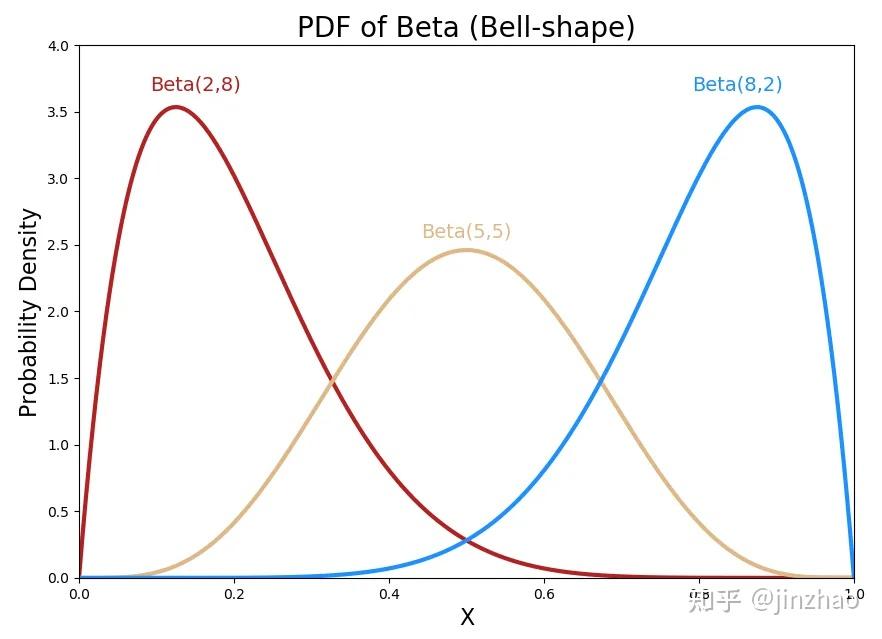 PDF of Beta (Bell-shape)
4.0
3.5
3.0
2.5
2.0
1.5
1.0
0.5
0.0
Probability Density
Beta(2,8)
Beta(8,2)
Beta(5,5)
0.0 0.2 0.4 0.6 0.8 1.0
X
知乎 @jinzhao